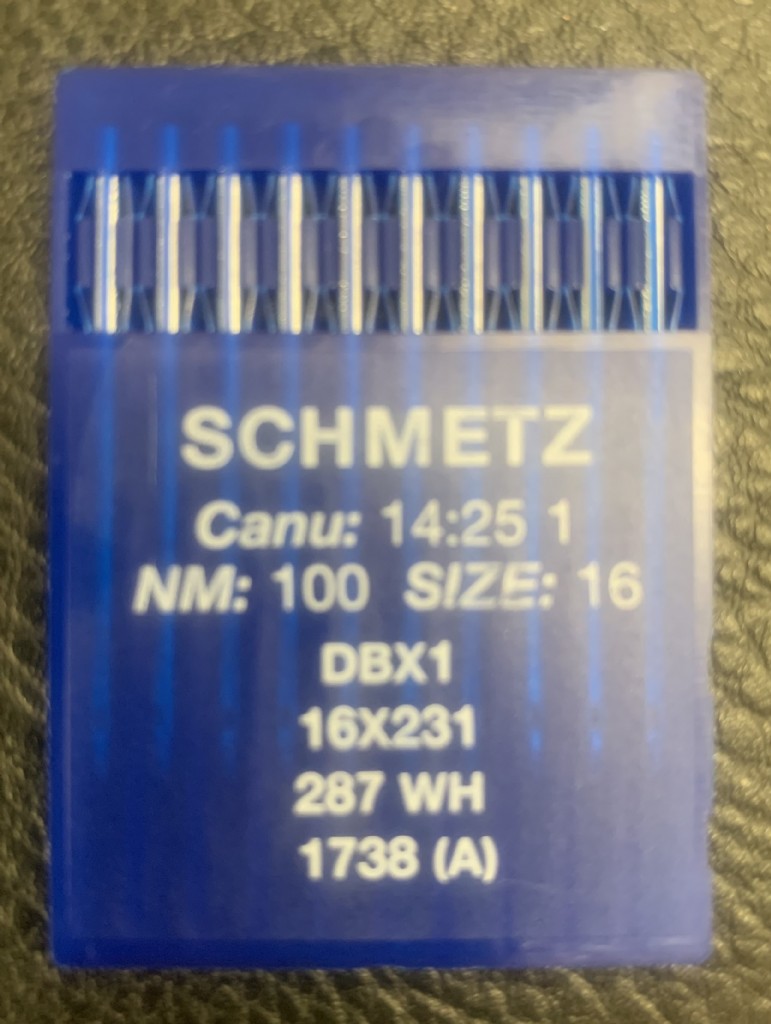 SCHMETZ
Canu: 14:25 1
NM: 100 SIZE: 16
DBX1
16X231
287 WH
1738 (A)